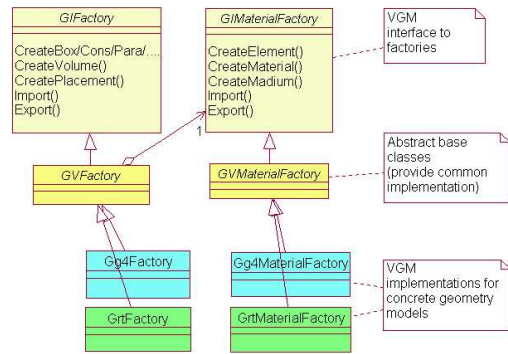 GIFactory
CreateBox/Cons/Para/....
CreateVolume()
CreatePlacement()
Import()
Export()
GIMaterialFactory
CreateElement()
CreateMaterial()
CreateMadium()
Import()
Export()
VGM
interface to
factories
1
GVFactory
GVMaterialFactory
Abstract base
classes
(provide common
implementation)
Gg4Factory
Gg4MaterialFactory
GrtFactory
GrtMaterialFactory
VGM
implementations for
concrete geometry
models